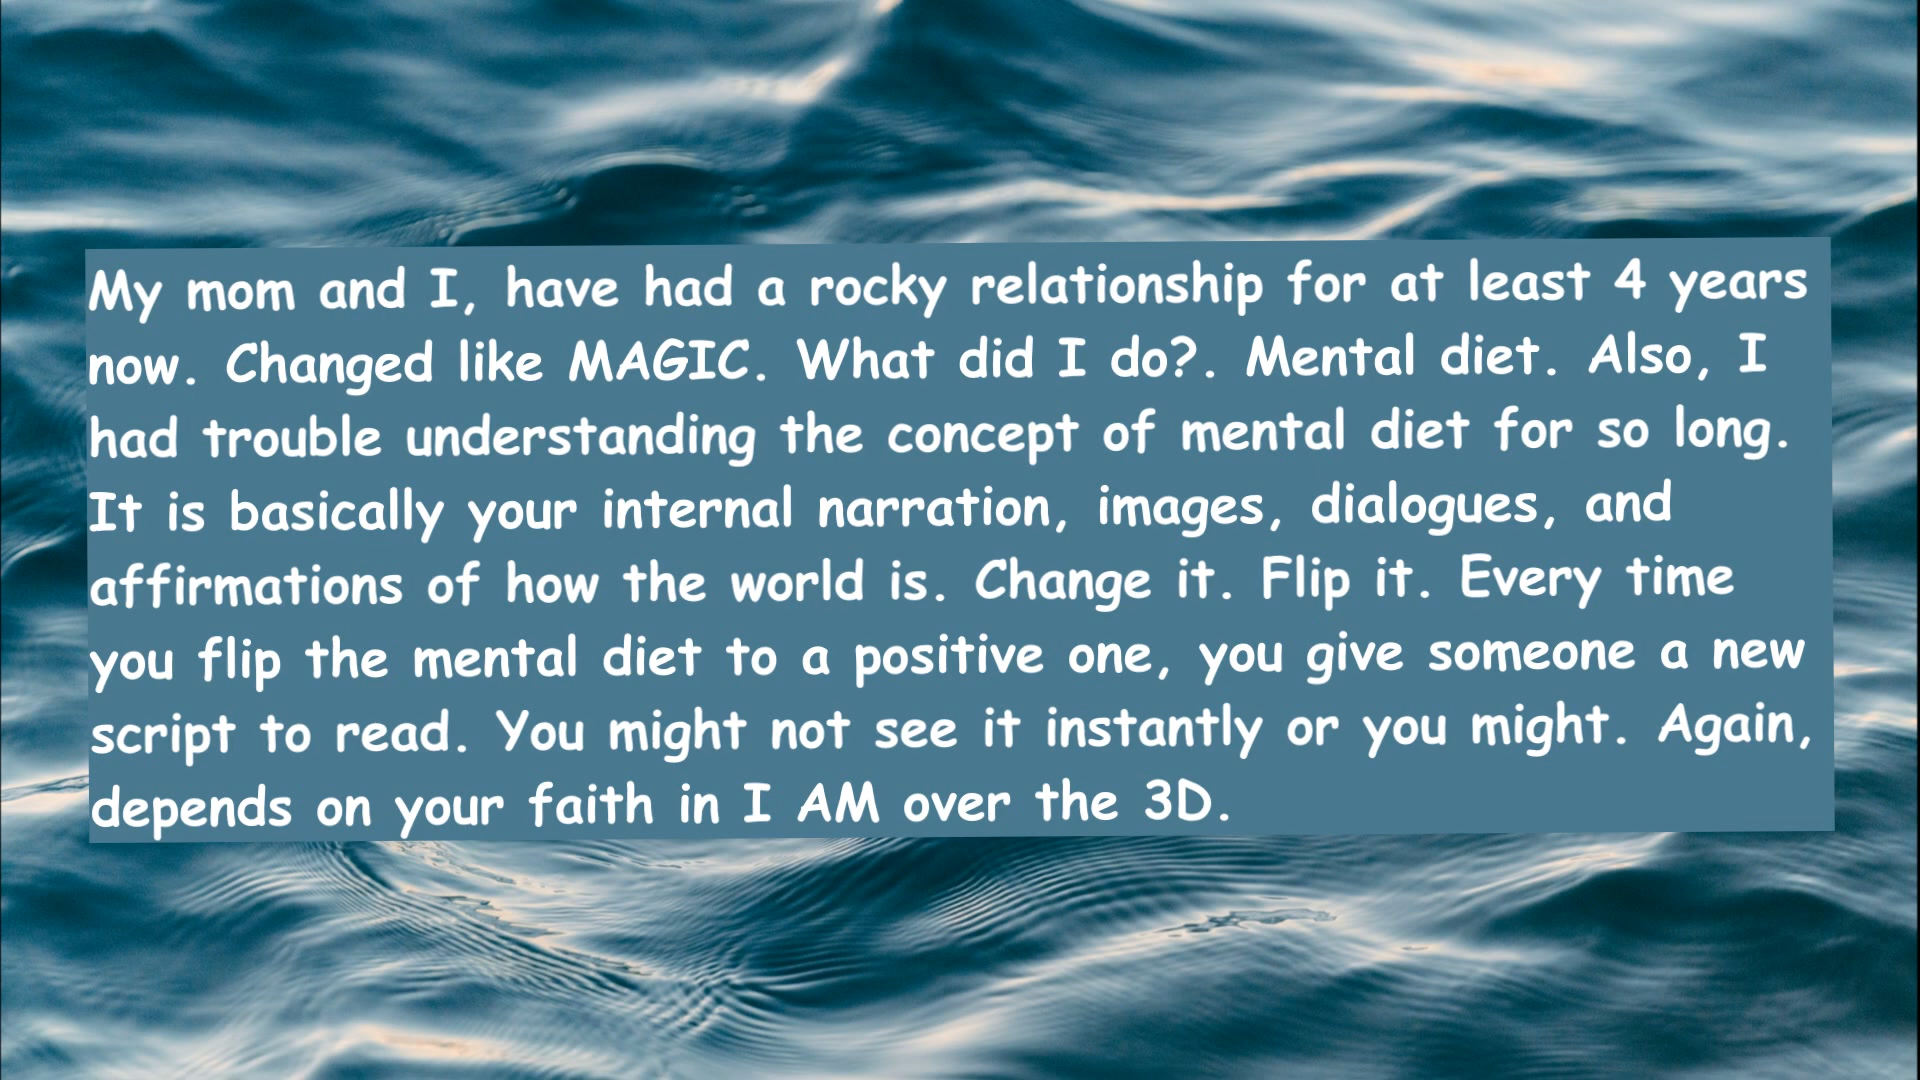 My mom and I, have had a rocky relationship for at least 4 years
now. Changed like MAGIC. What did I do?. Mental diet. Also, I
had trouble understanding the concept of mental diet for so long.
It is basically your internal narration, images, dialogues, and
affirmations of how the world is. Change it. Flip it. Every time
you flip the mental diet to a positive one, you give someone a new
script to read. You might not see it instantly or you might. Again,
depends on your faith in I AM over the 3D.